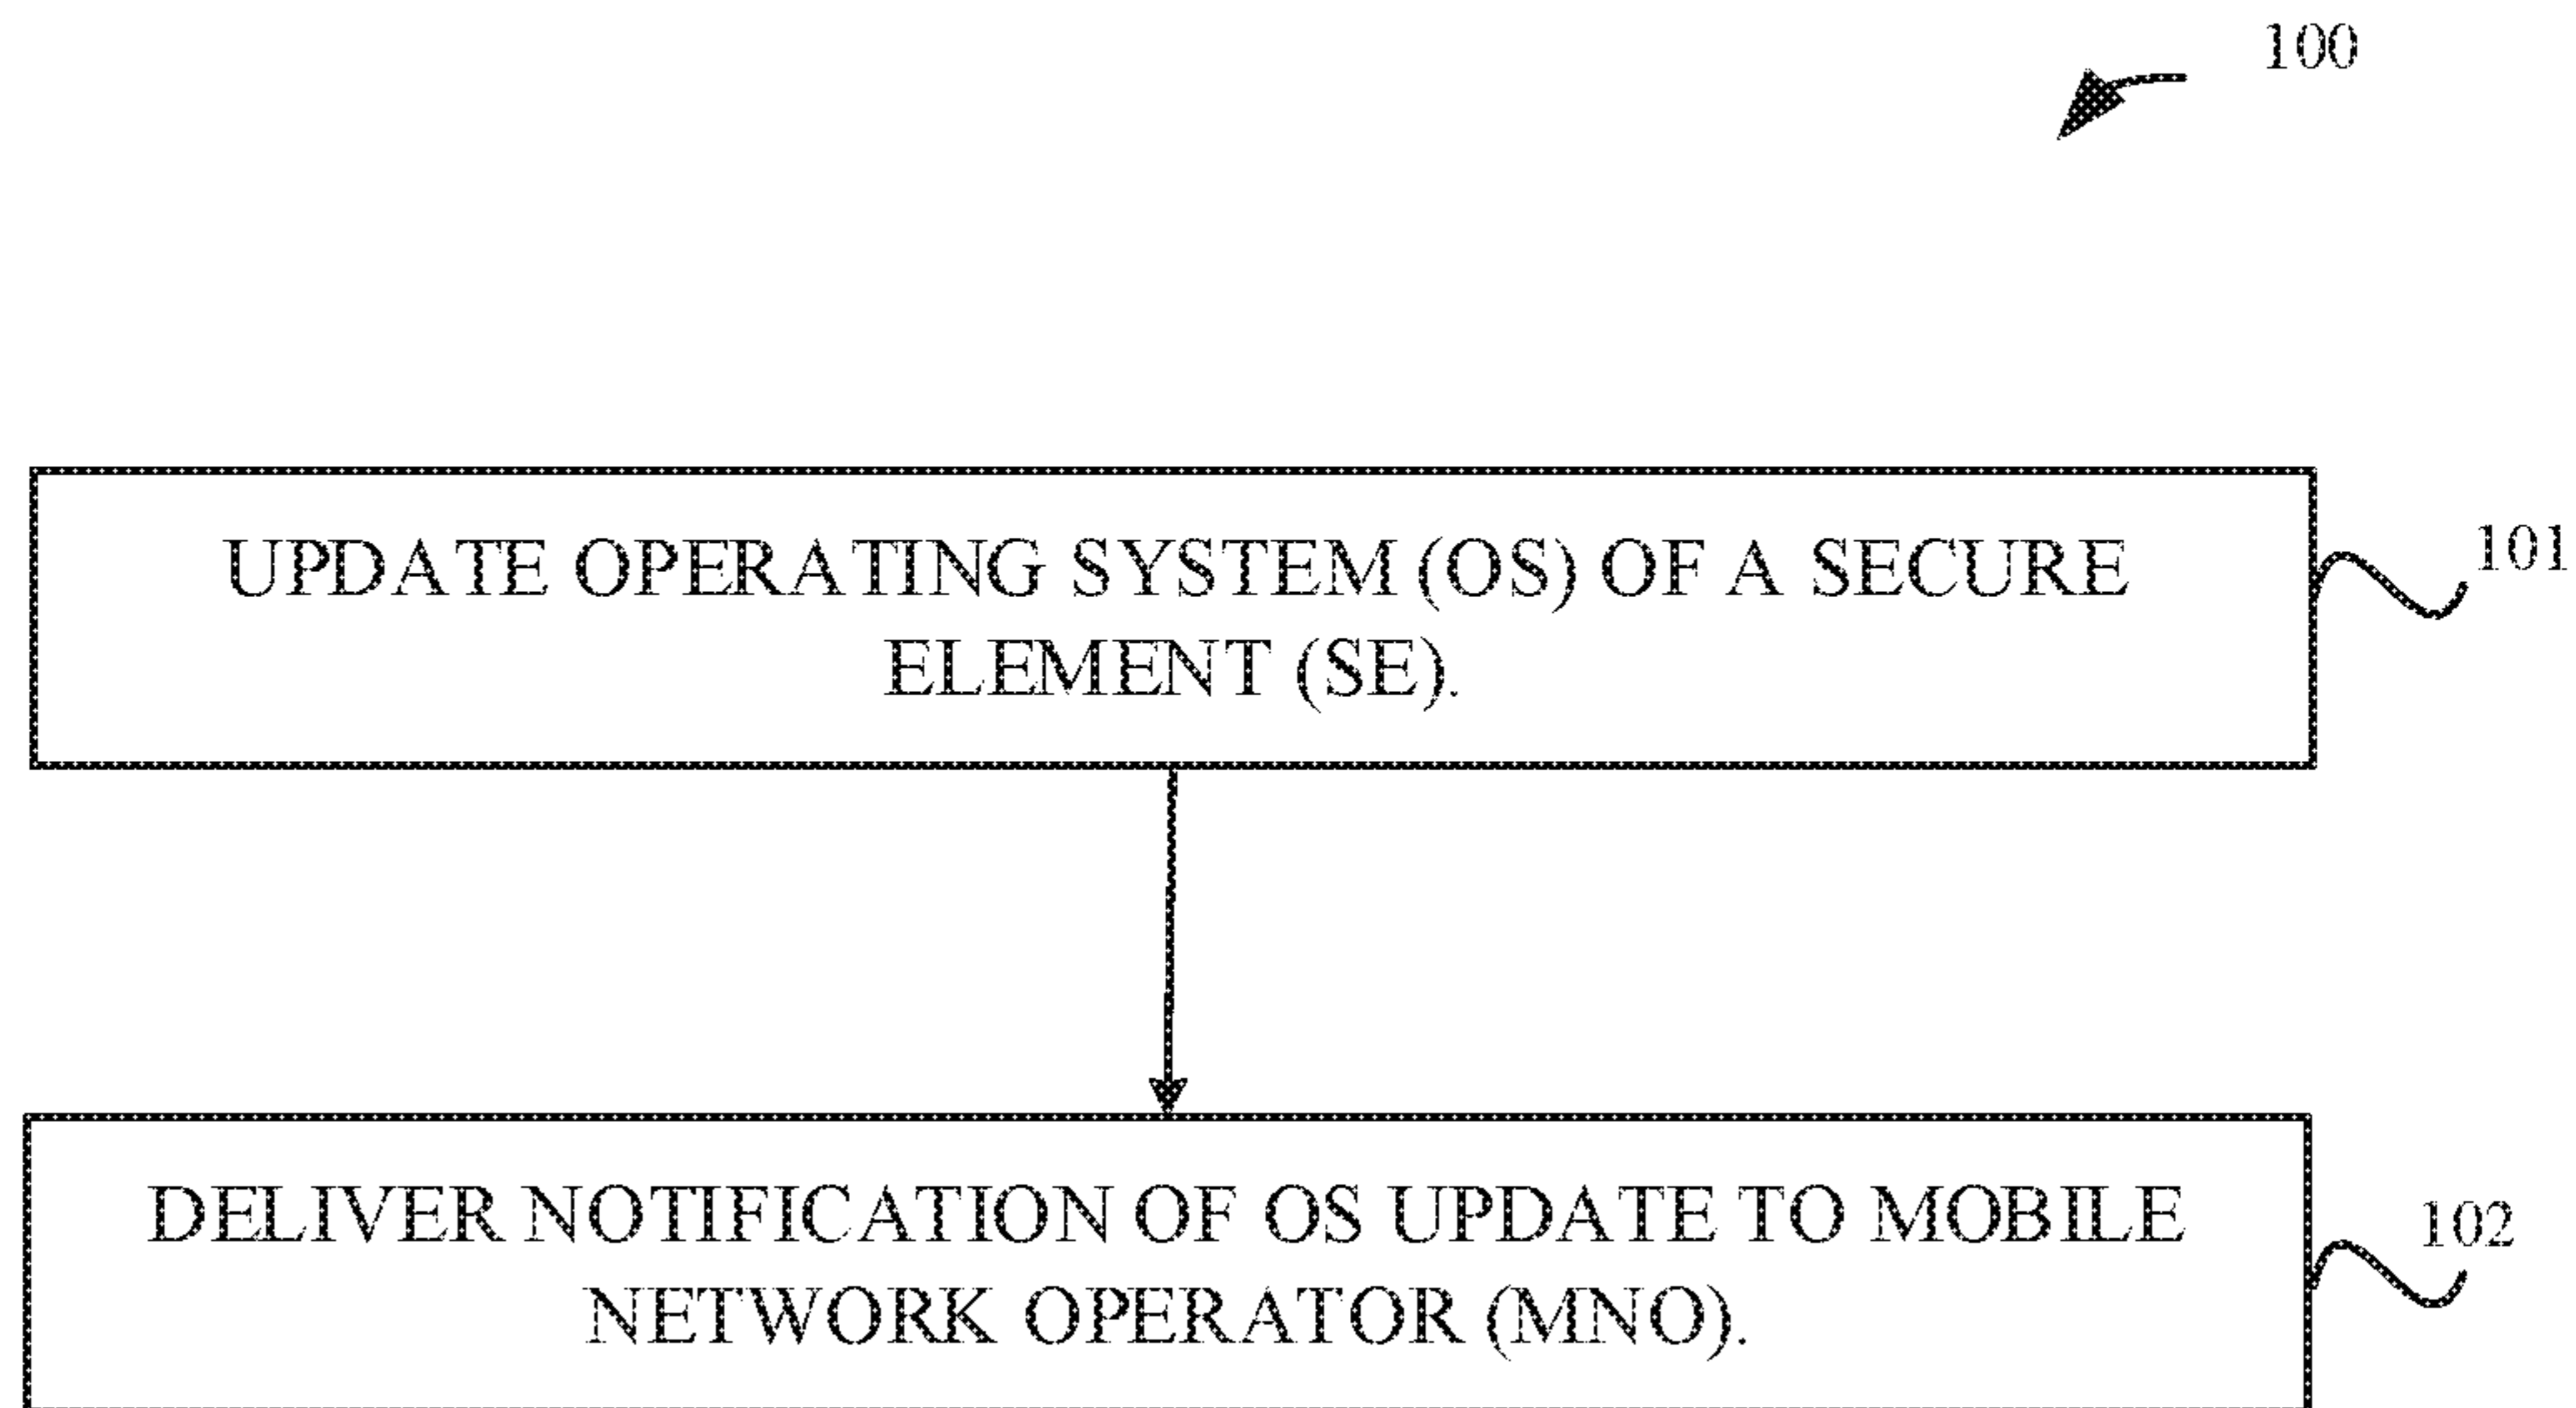 100
UPDATE OPERATING SYSTEM (OS) OF A SECURE
ELEMENT (SE).
101
DELIVER NOTIFICATION OF OS UPDATE TO MOBILE
NETWORK OPERATOR (MNO).
102